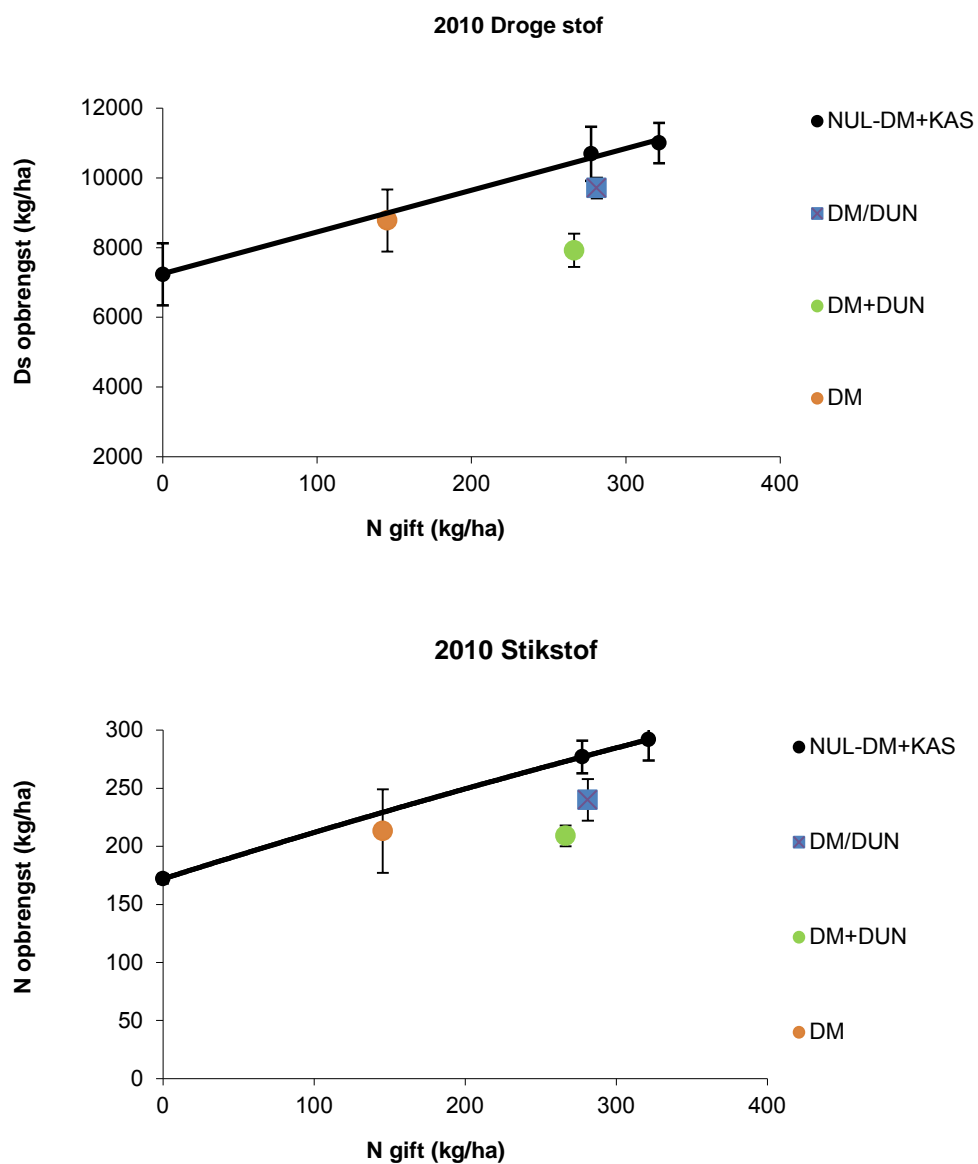 2010 Droge stof
12000
10000
8000
6000
4000
2000
0
100
200
300
400
Ds opbrengst (kg/ha)
N gift (kg/ha)
NUL-DM+KAS
DM/DUN
DM+DUN
DM
2010 Stikstof
300
250
200
150
100
50
0
0
100
200
300
400
N opbrengst (kg/ha)
N gift (kg/ha)
NUL-DM+KAS
DM/DUN
DM+DUN
DM